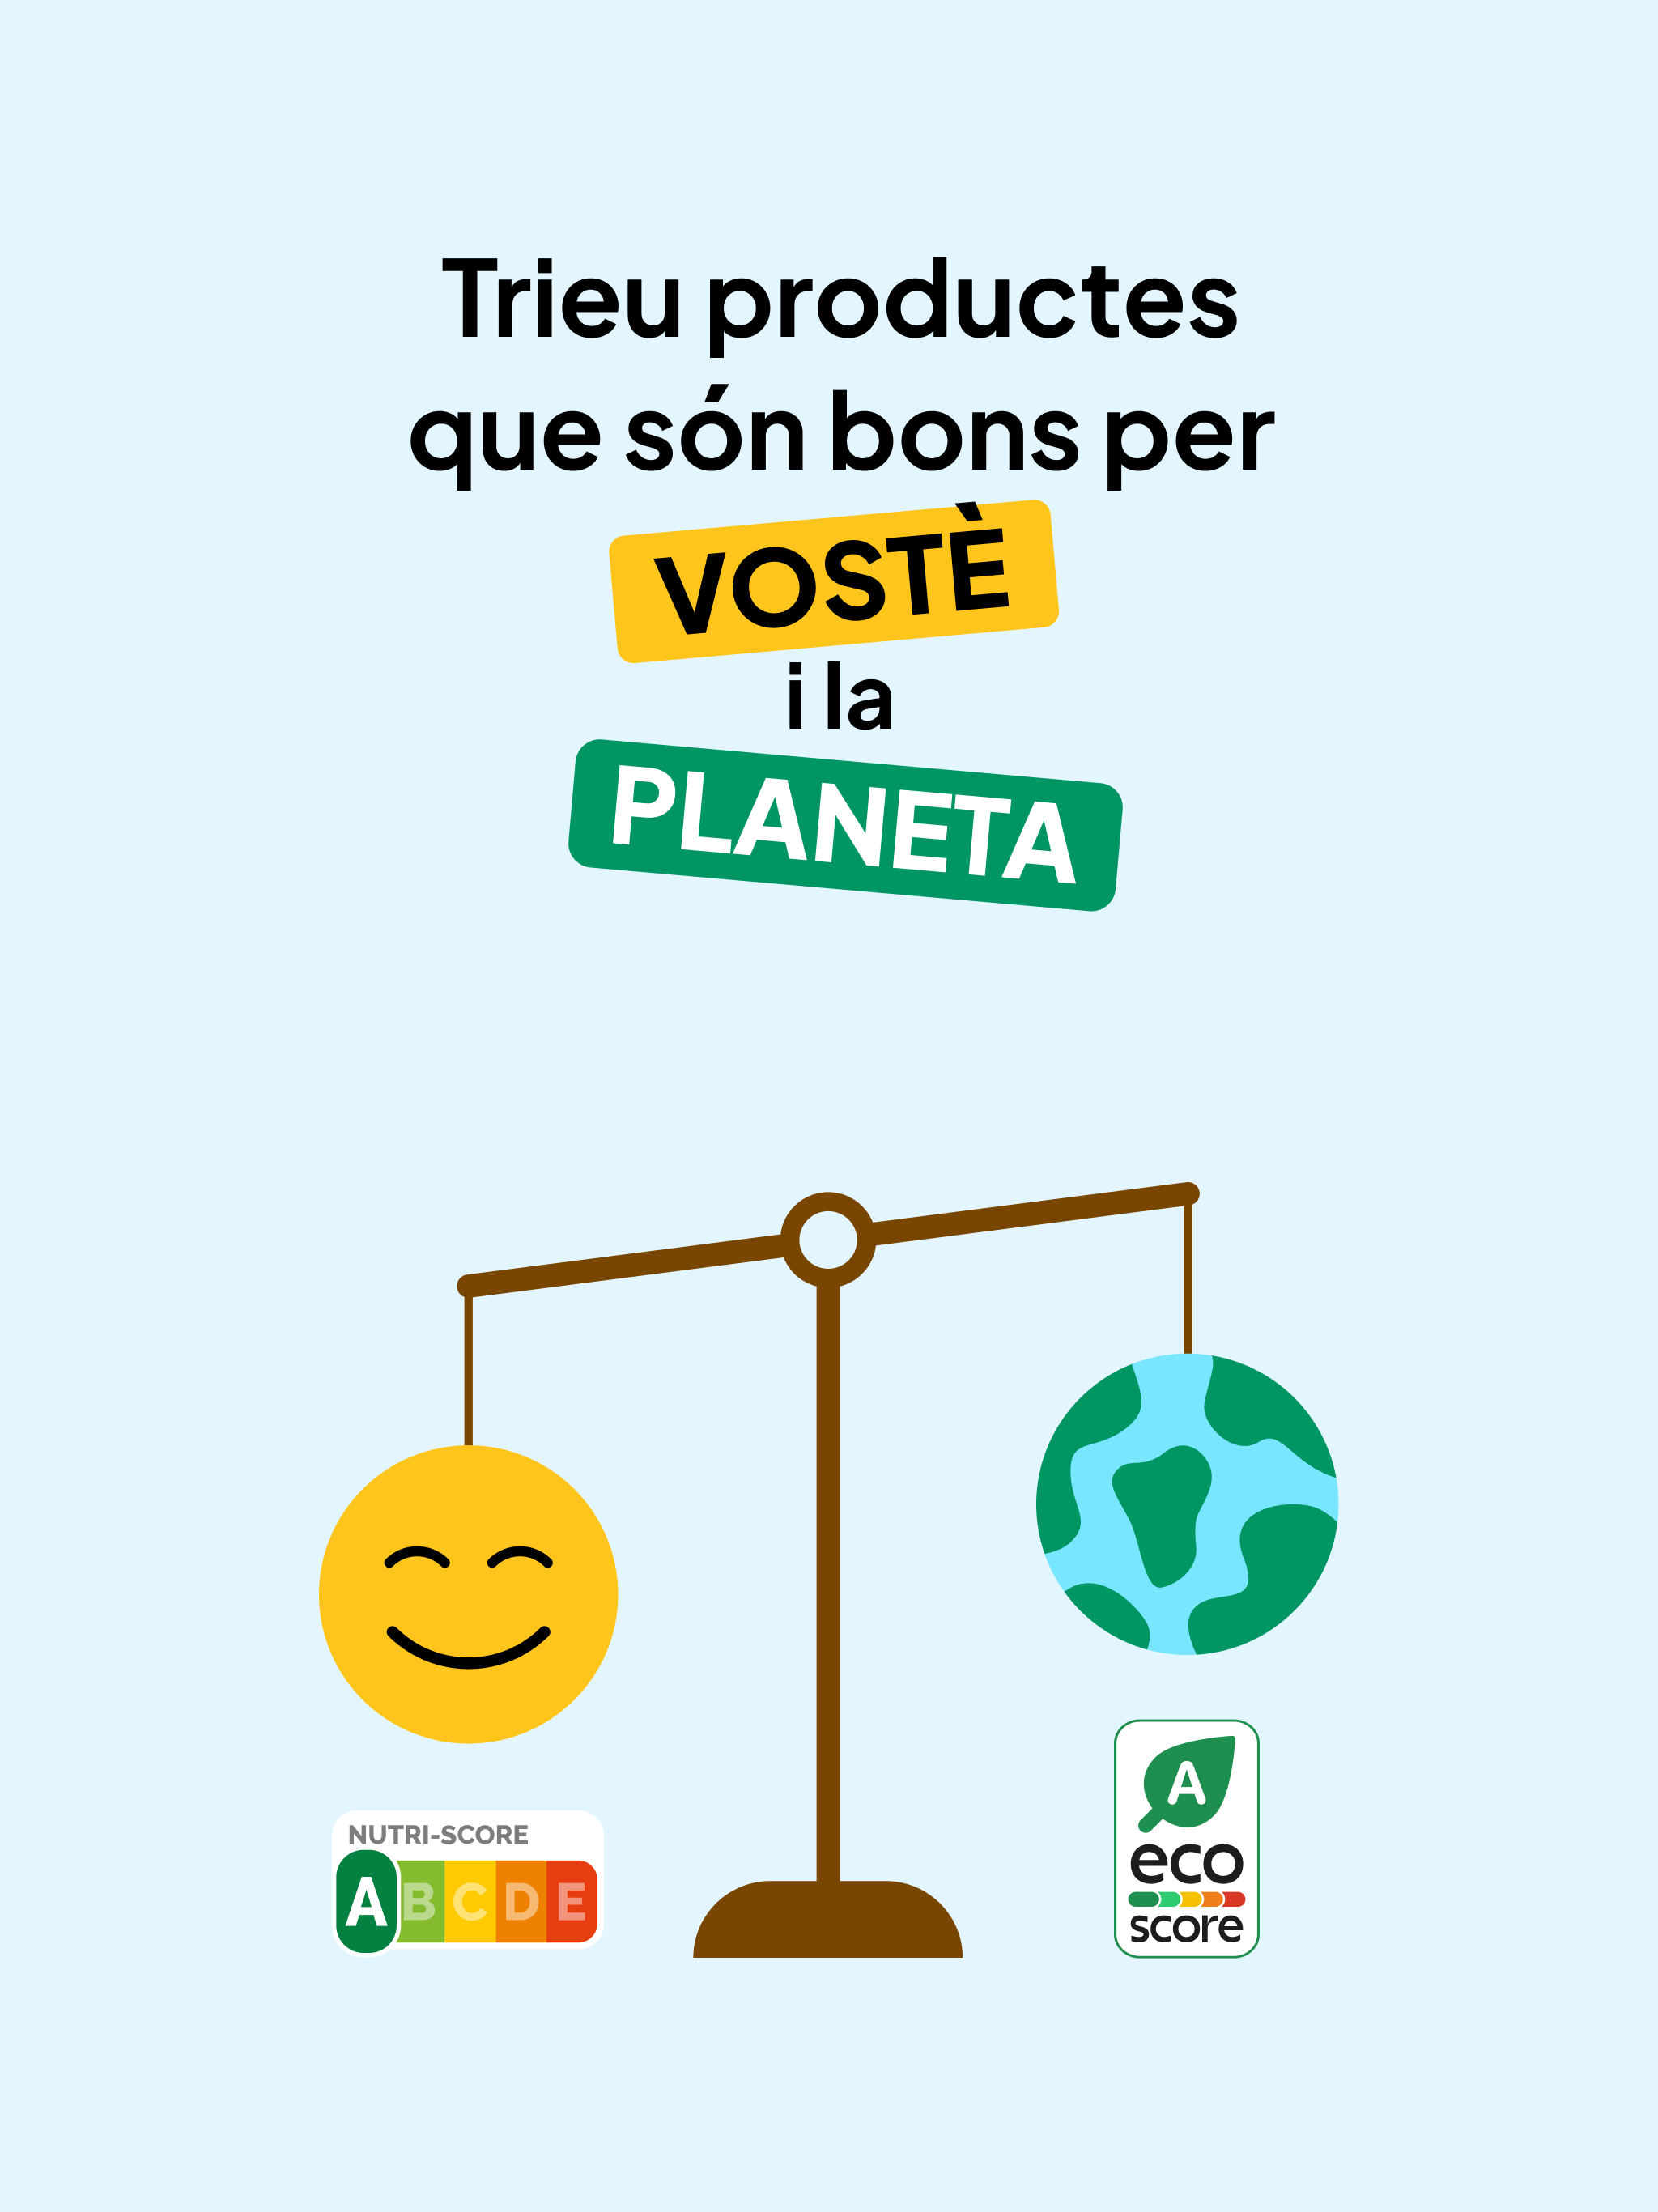 Trieu productes
que són bons per
VOSTÈ
i la
PLANETA
NUTRI-SCORE
A B C D E
A
eco
score